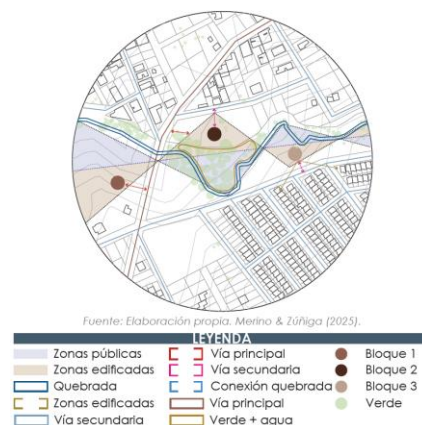 Fuente: Elaboración propia. Merino & Zúñiga (2025).
LEYENDA
Zonas públicas
Vía principal
Bloque 1
Zonas edificadas
Vía secundaria
Bloque 2
Quebrada
Conexión quebrada
Bloque 3
Zonas edificadas
Vía principal
Verde
Vía secundaria
Verde + agua